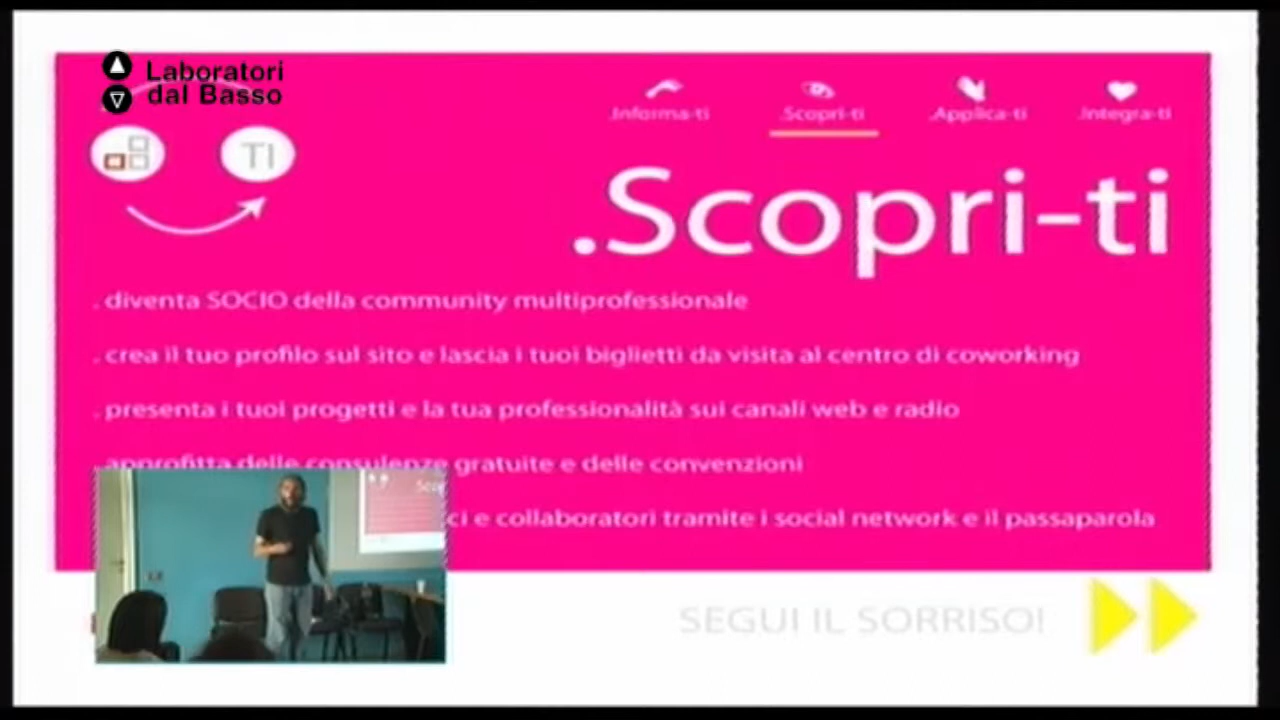 Laboratori
dal Basso
.Informa-ti .Scopri-ti .Applica-ti .Integra-ti
TI
.Scopri-ti
. diventa SOCIO della community multiprofessionale
. crea il tuo profilo sul sito e lascia i tuoi biglietti da visita al centro di coworking
. presenta i tuoi progetti e la tua professionalità sui canali web e radio
approfitta delle consulenze gratuite e delle convenzioni
ci e collaboratori tramite i social network e il passaparola
SEGUI IL SORRISO!